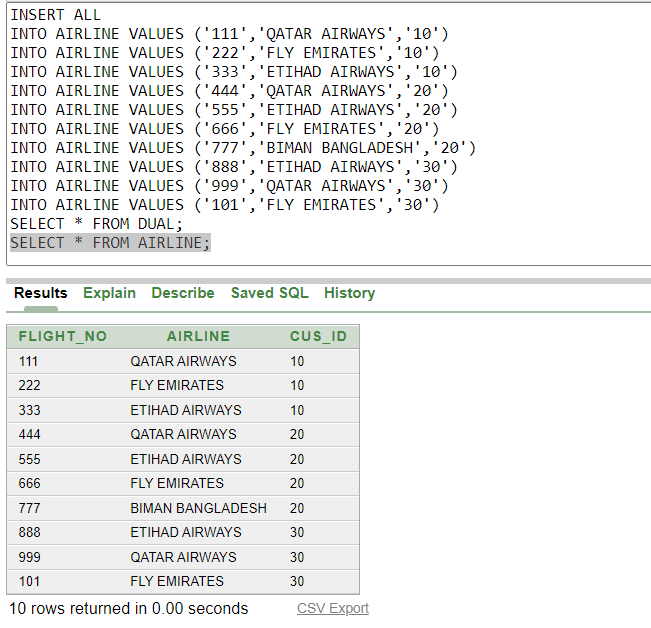 INSERT ALL
INTO AIRLINE VALUES ('111','QATAR AIRWAYS','10')
INTO AIRLINE VALUES ('222','FLY EMIRATES','10')
INTO AIRLINE VALUES ('333','ETIHAD AIRWAYS','10')
INTO AIRLINE VALUES ('444','QATAR AIRWAYS','20')
INTO AIRLINE VALUES ('555','ETIHAD AIRWAYS','20')
INTO AIRLINE VALUES ('666','FLY EMIRATES','20')
INTO AIRLINE VALUES ('777','BIMAN BANGLADESH','20')
INTO AIRLINE VALUES ('888','ETIHAD AIRWAYS','30')
INTO AIRLINE VALUES ('999','QATAR AIRWAYS','30')
INTO AIRLINE VALUES ('101','FLY EMIRATES','30')
SELECT * FROM DUAL;
SELECT * FROM AIRLINE;
Results Explain Describe Saved SQL History
FLIGHT_NO AIRLINE CUS_ID
111 QATAR AIRWAYS 10
222 FLY EMIRATES 10
333 ETIHAD AIRWAYS 10
444 QATAR AIRWAYS 20
555 ETIHAD AIRWAYS 20
666 FLY EMIRATES 20
777 BIMAN BANGLADESH 20
888 ETIHAD AIRWAYS 30
999 QATAR AIRWAYS 30
101 FLY EMIRATES 30
10 rows returned in 0.00 seconds CSV Export